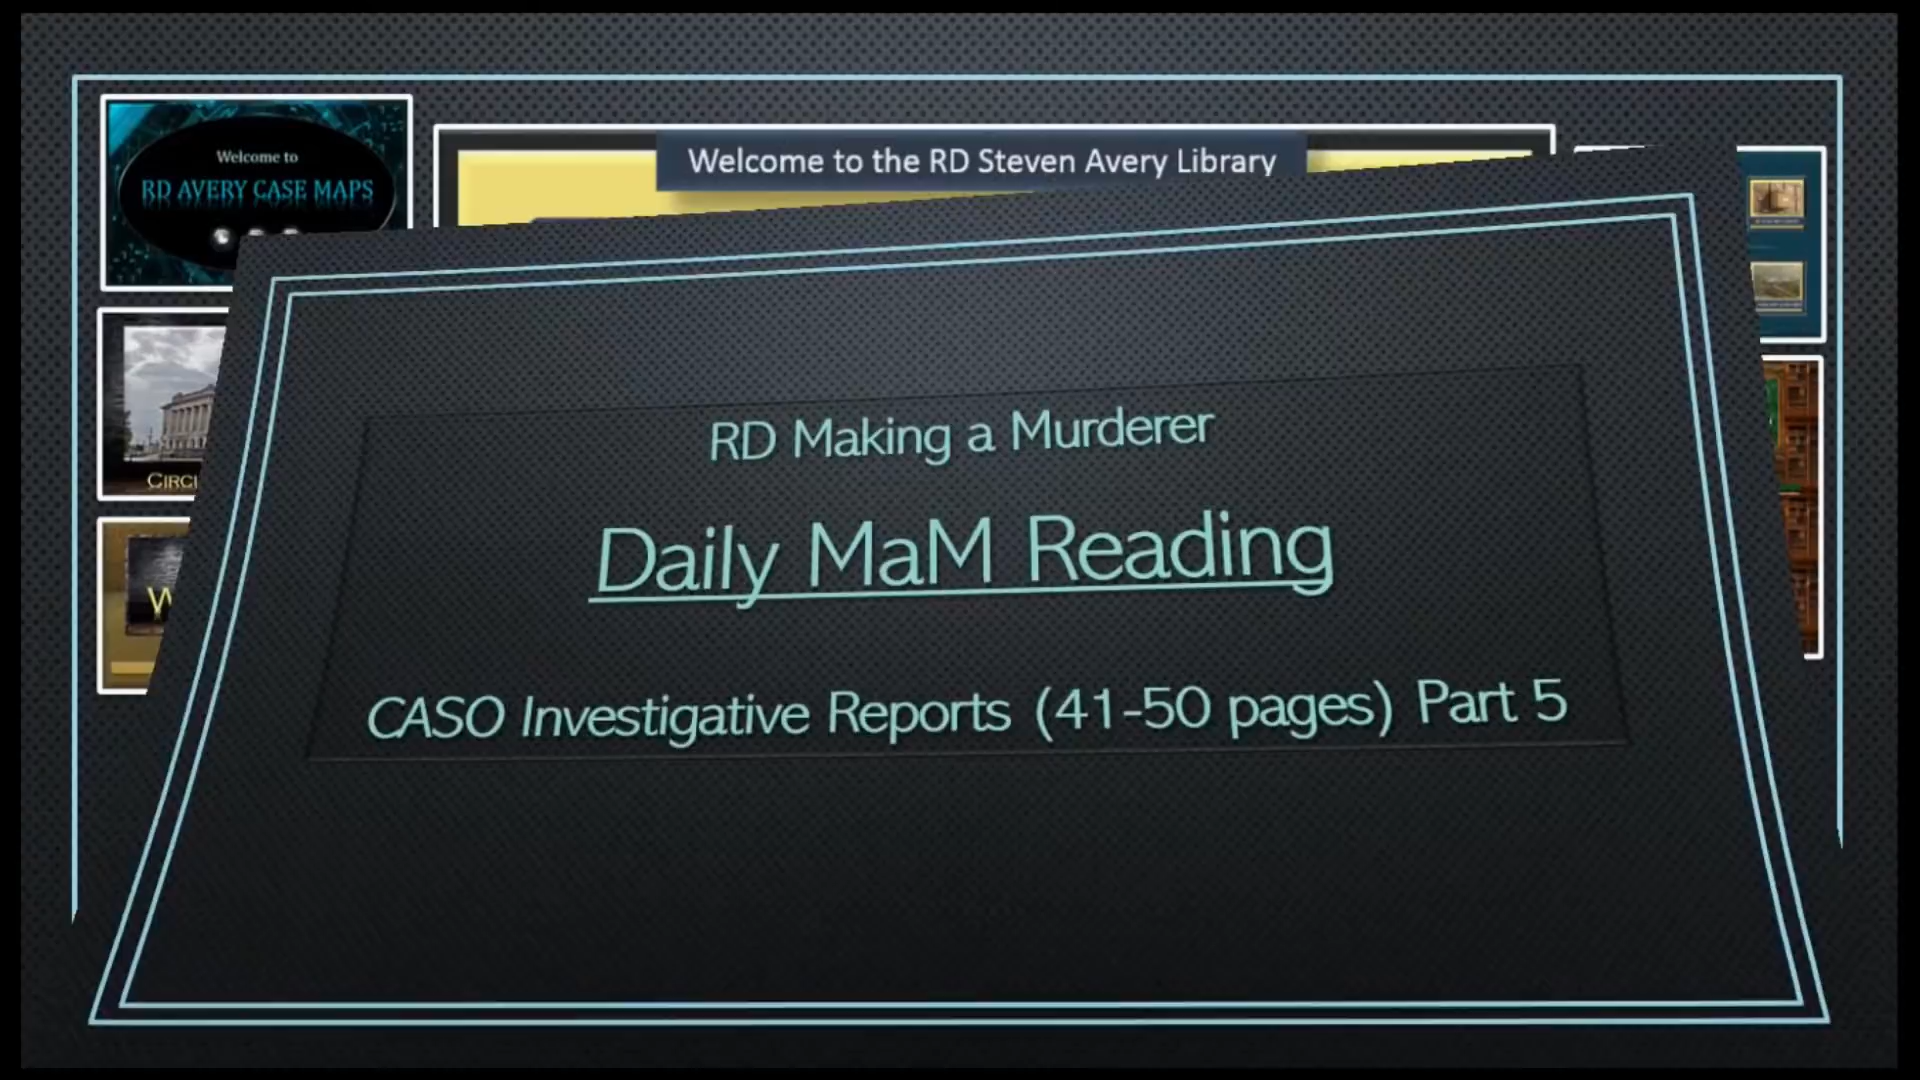 Welcome to
RD AVERY CASE MAPS
Welcome to the RD Steven Avery Library
RD Making a Murderer
Daily MaM Reading
CASO Investigative Reports (41-50 pages) Part 5